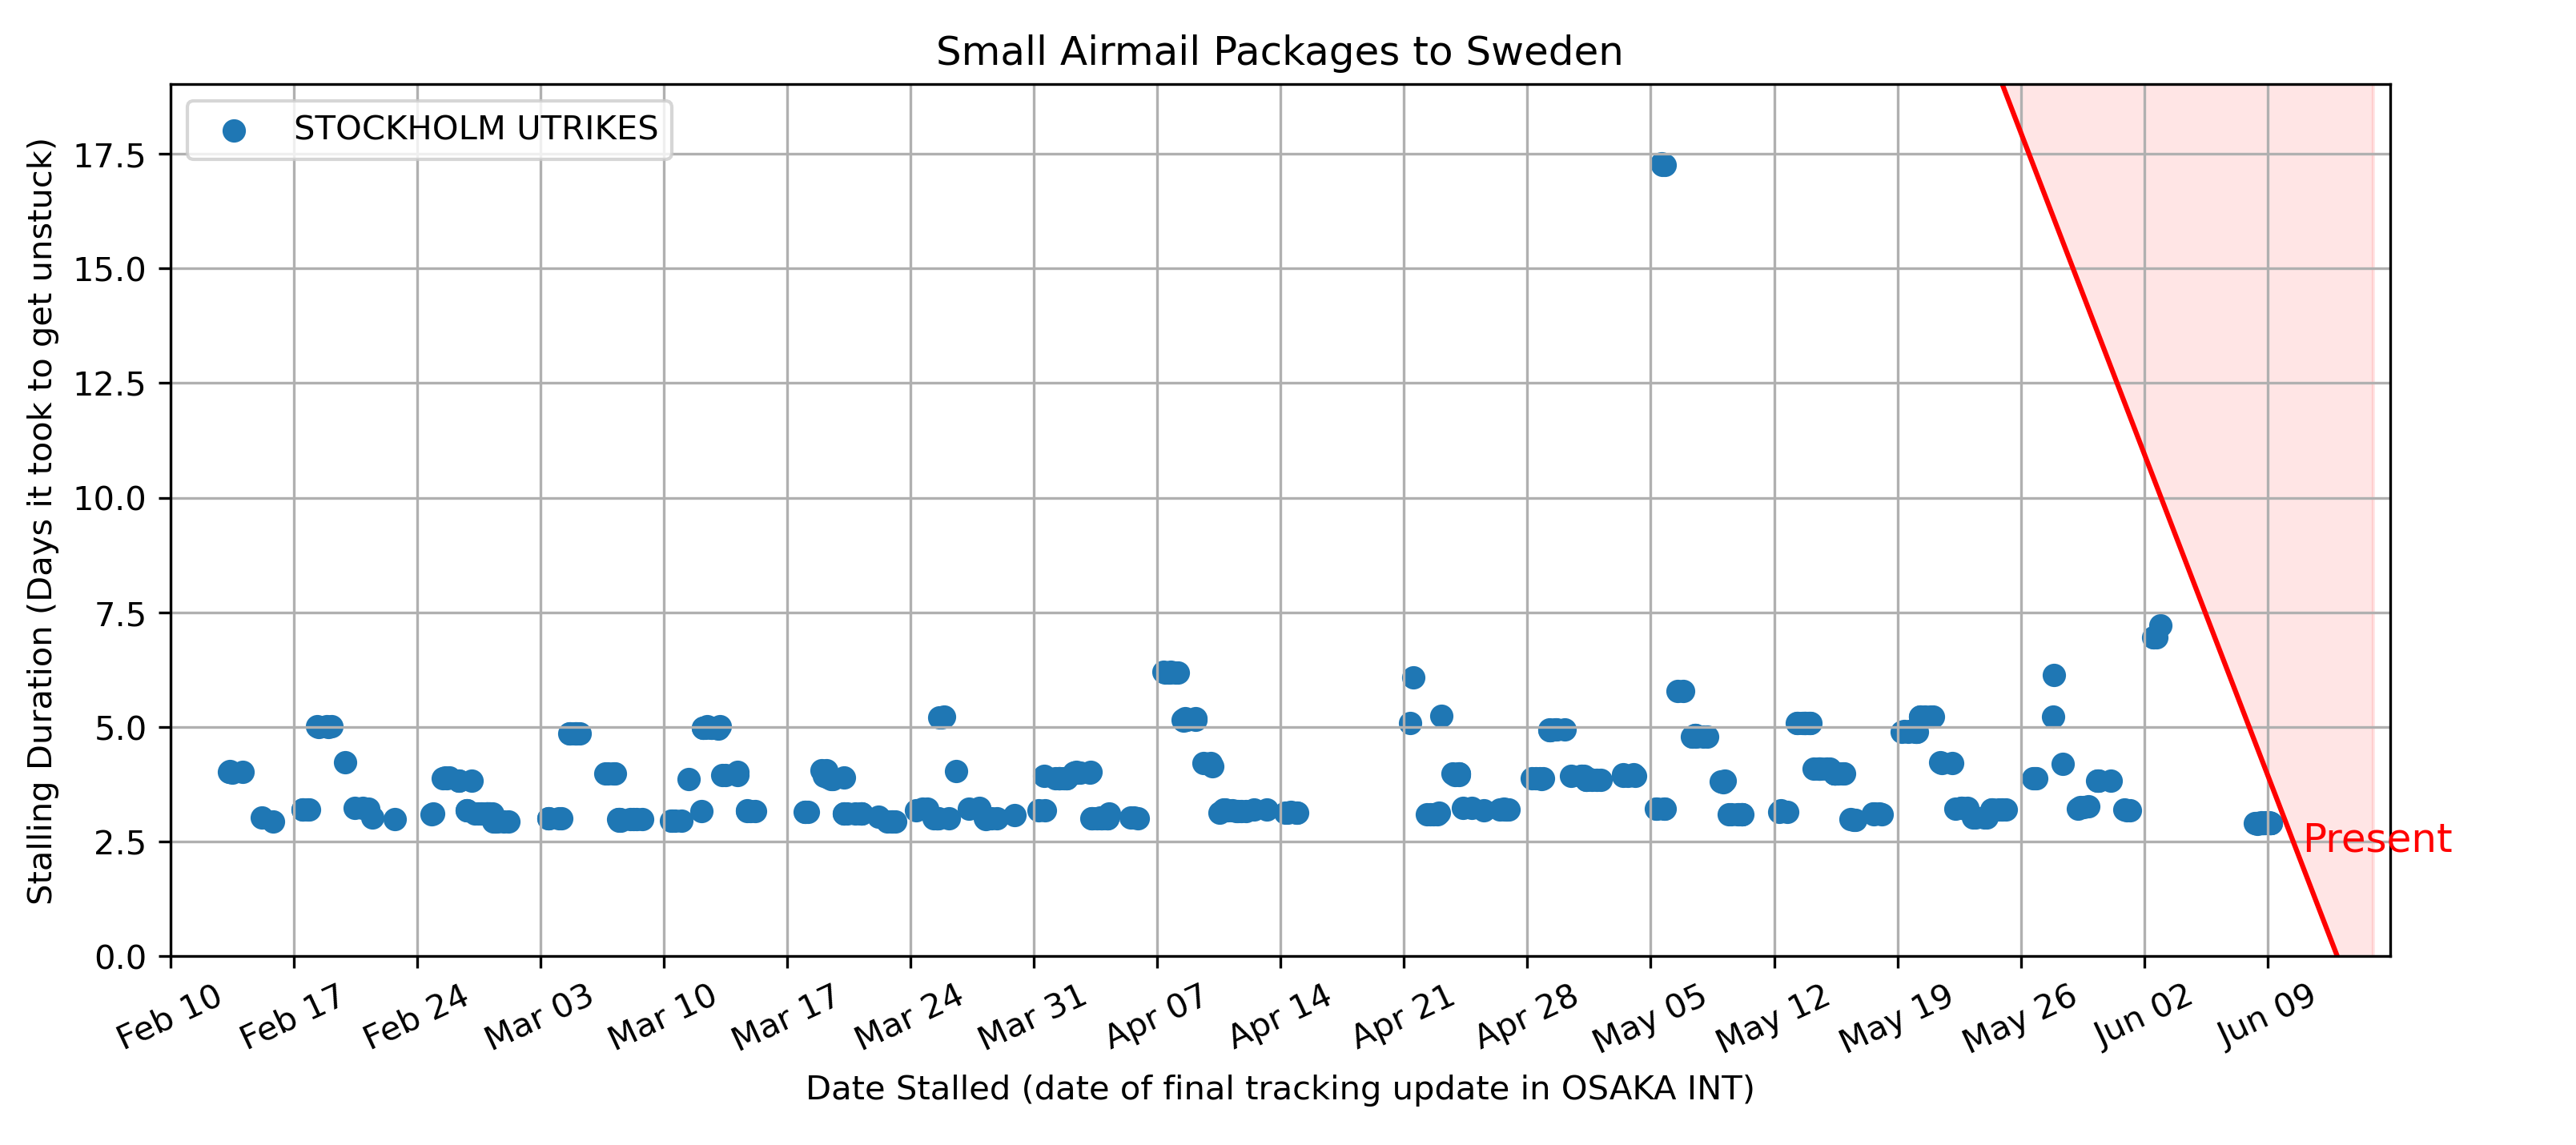 Small Airmail Packages to Sweden
STOCKHOLM UTRIKES
Stalling Duration (Days it took to get unstuck)
17.5
15.0
12.5
10.0
7.5
5.0
2.5
0.0
Present
Feb 10
Feb 17
Feb 24
Mar 03
Mar 10
Mar 17
Mar 24
Mar 31
Apr 07
Apr 14
Apr 21
Apr 28
May 05
May 12
May 19
May 26
Jun 02
Jun 09
Date Stalled (date of final tracking update in OSAKA INT)